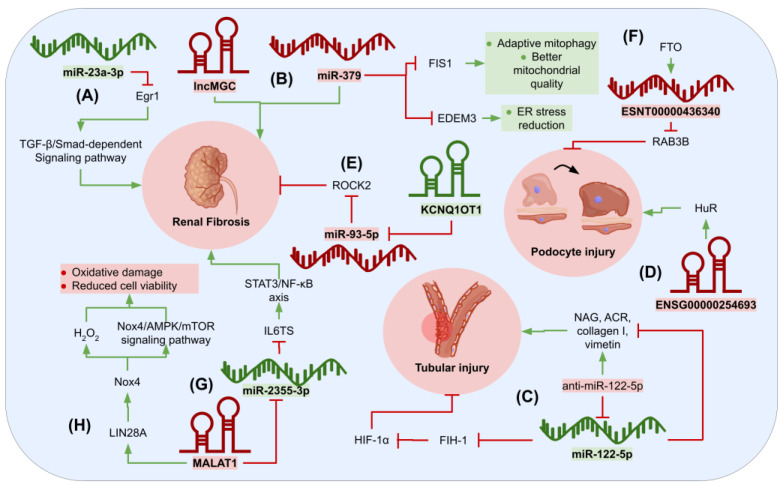 miR-23a-3p
(A)
Egr1
TGF-β/Smad-dependent
Signaling pathway
lncMGC
(B)
miR-379
FIS1
• Adaptive mitophagy
• Better
mitochondrial
quality
EDEM3
• ER stress
reduction
(F)
FTO
ESNT00000436340
RAB3B
Renal Fibrosis
(E)
ROCK2
miR-93-5p
KCNQ1OT1
Podocyte injury
HuR
(D)
ENSG00000254693
• Oxidative damage
• Reduced cell viability
H2O2
Nox4/AMPK/mTOR
signaling pathway
Nox4
(H)
LIN28A
MALAT1
(G)
STAT3/NF-κB
axis
IL6TS
miR-2355-3p
Tubular injury
NAG, ACR,
collagen I,
vimetin
anti-miR-122-5p
(C)
miR-122-5p
FIH-1
HIF-1α